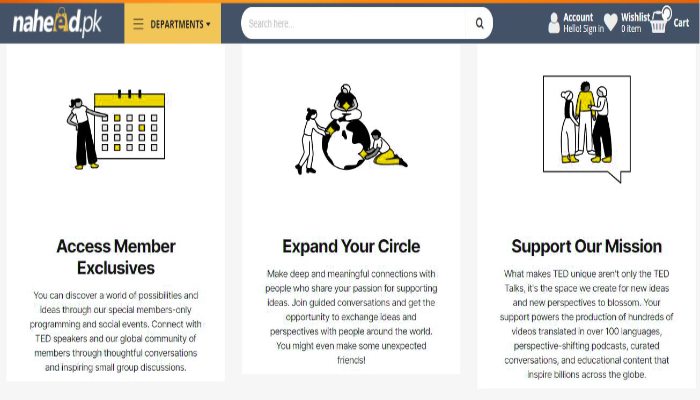 naheed.pk
DEPARTMENTS
Search here...
Account
Hello! Sign in
Wishlist
0 item
0
Cart
Access Member
Exclusives
You can discover a world of possibilities and
ideas through our special members-only
programming and social events. Connect with
TED speakers and our global community of
members through thoughtful conversations
and inspiring small group discussions.
Expand Your Circle
Make deep and meaningful connections with
people who share your passion for supporting
ideas. Join guided conversations and get the
opportunity to exchange ideas and
perspectives with people around the world.
You might even make some unexpected
friends!
Support Our Mission
What makes TED unique aren't only the TED
Talks, it's the space we create for new ideas
and new perspectives to blossom. Your
support powers the production of hundreds of
videos translated in over 100 languages,
perspective-shifting podcasts, curated
conversations, and educational content that
inspire billions across the globe.